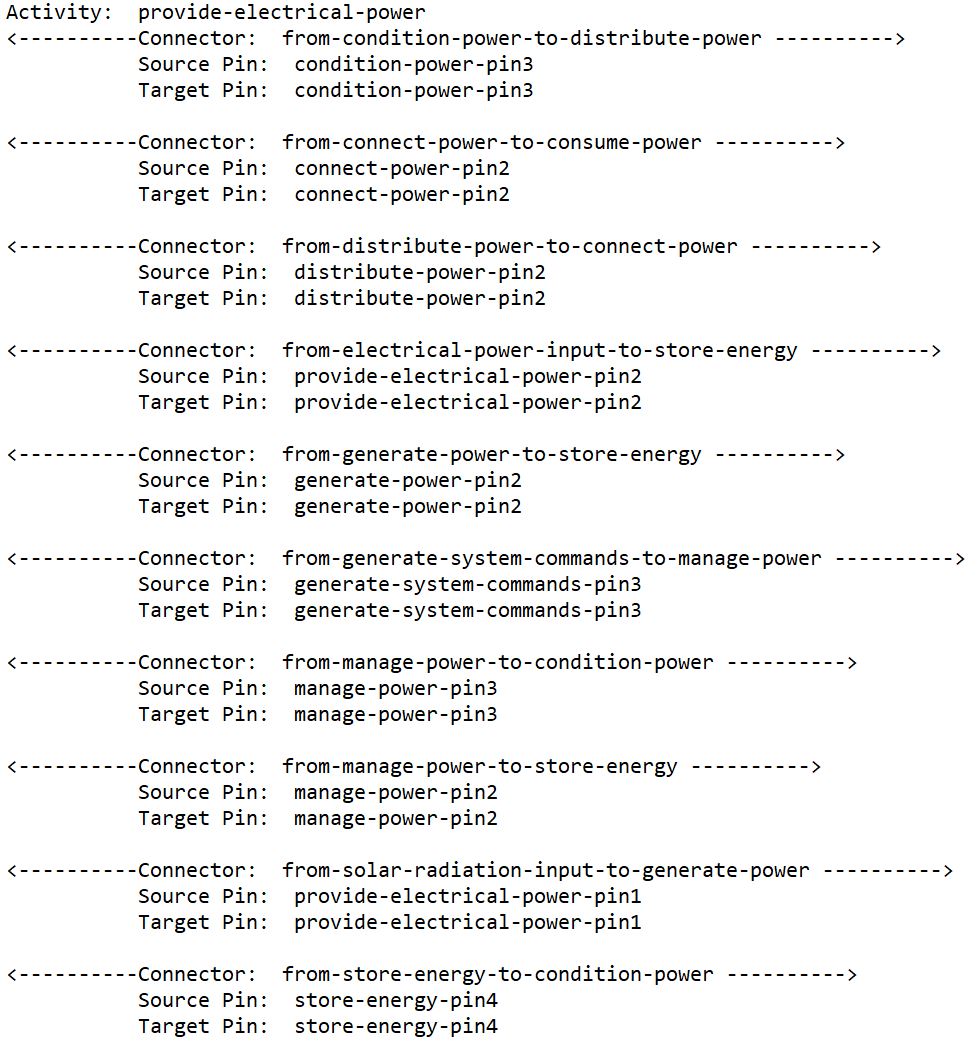 Activity:  provide-electrical-power
<----------Connector:  from-condition-power-to-distribute-power ---------->
Source Pin:  condition-power-pin3
Target Pin:  condition-power-pin3
<----------Connector:  from-connect-power-to-consume-power ---------->
Source Pin:  connect-power-pin2
Target Pin:  connect-power-pin2
<----------Connector:  from-distribute-power-to-connect-power ---------->
Source Pin:  distribute-power-pin2
Target Pin:  distribute-power-pin2
<----------Connector:  from-electrical-power-input-to-store-energy ---------->
Source Pin:  provide-electrical-power-pin2
Target Pin:  provide-electrical-power-pin2
<----------Connector:  from-generate-power-to-store-energy ---------->
Source Pin:  generate-power-pin2
Target Pin:  generate-power-pin2
<----------Connector:  from-generate-system-commands-to-manage-power ---------->
Source Pin:  generate-system-commands-pin3
Target Pin:  generate-system-commands-pin3
<----------Connector:  from-manage-power-to-condition-power ---------->
Source Pin:  manage-power-pin3
Target Pin:  manage-power-pin3
<----------Connector:  from-manage-power-to-store-energy ---------->
Source Pin:  manage-power-pin2
Target Pin:  manage-power-pin2
<----------Connector:  from-solar-radiation-input-to-generate-power ---------->
Source Pin:  provide-electrical-power-pin1
Target Pin:  provide-electrical-power-pin1
<----------Connector:  from-store-energy-to-condition-power ---------->
Source Pin:  store-energy-pin4
Target Pin:  store-energy-pin4